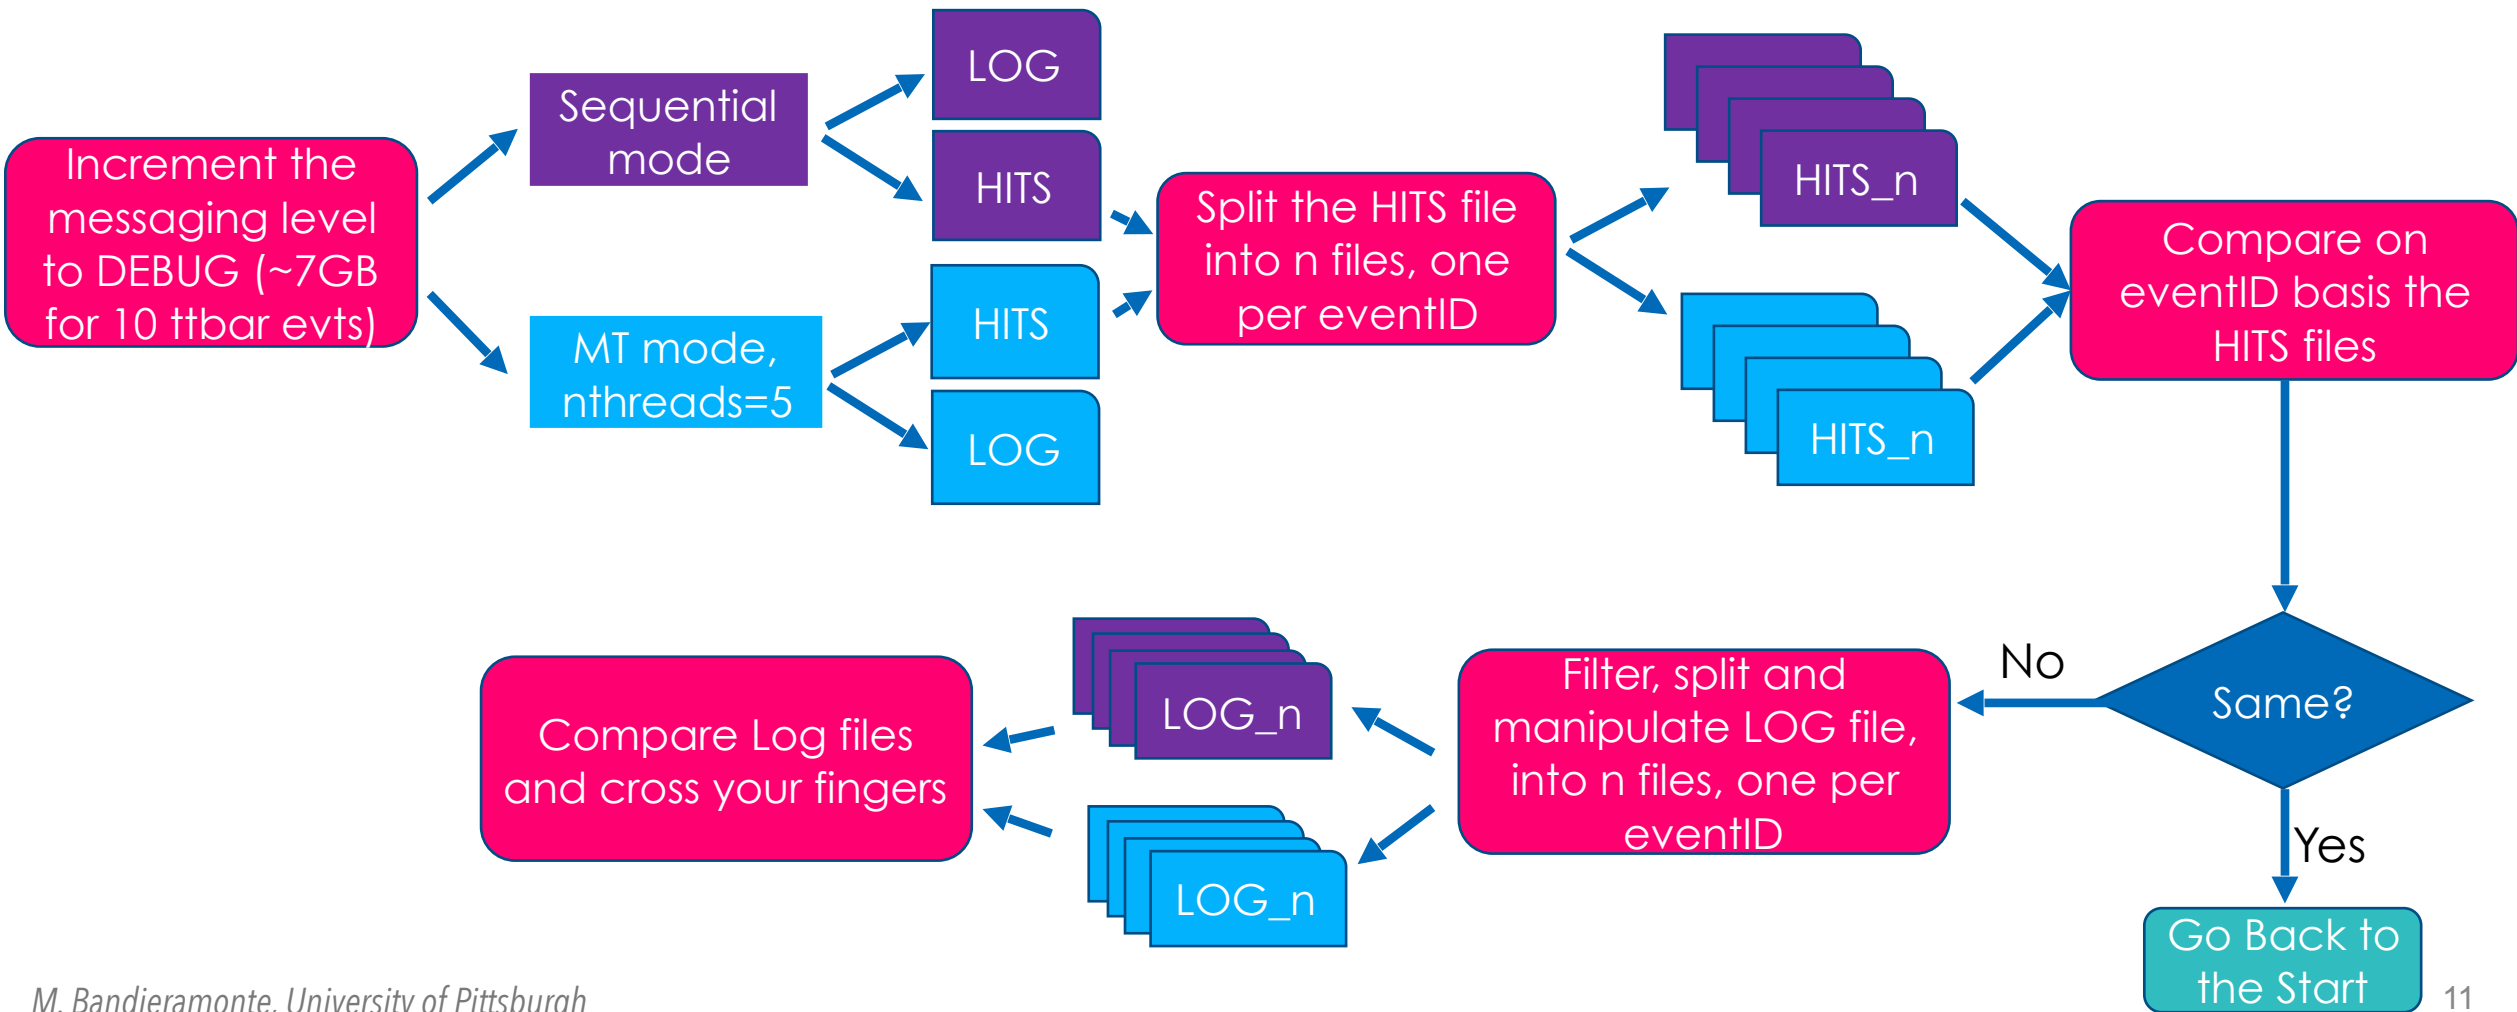 Increment the
messaging level
to DEBUG (~7GB
for 10 ttbar evts)
Sequential
mode
MT mode,
nthreads=5
LOG
HITS
HITS
LOG
Split the HITS file
into n files, one
per eventID
HITS_n
HITS_n
Compare on
eventID basis the
HITS files
Same?
No
Yes
Go Back to
the Start
Filter, split and
manipulate LOG file,
into n files, one per
eventID
LOG_n
LOG_n
Compare Log files
and cross your fingers
M. Bandieramonte, University of Pittsburgh
11